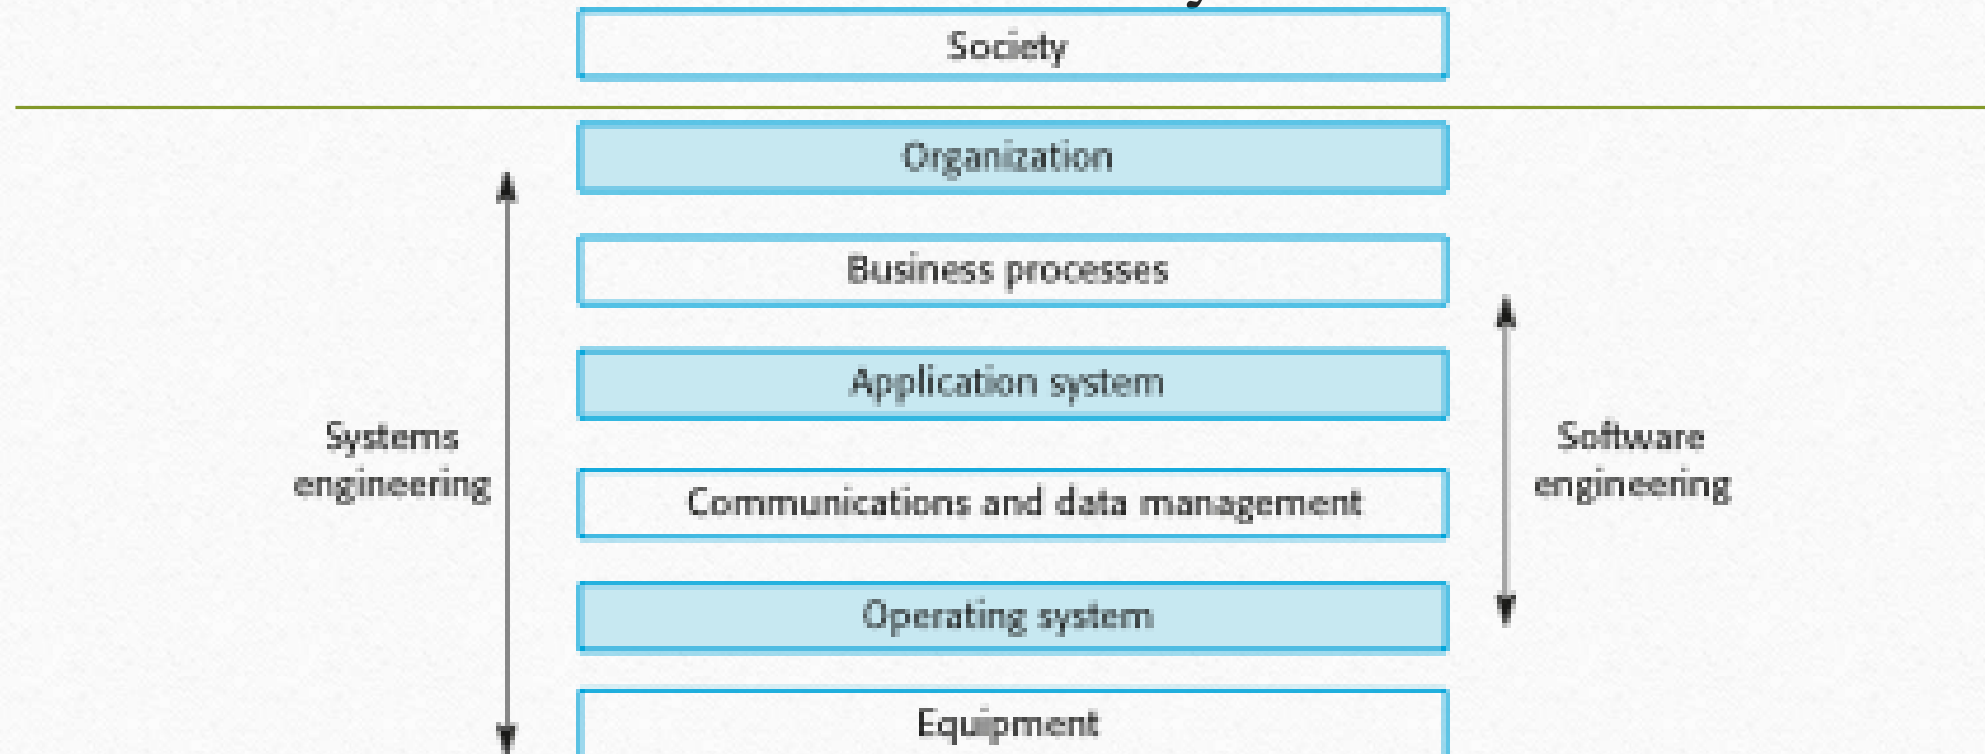 Society
Organization
Business processes
Application system
Systems
engineering
Software
engineering
Communications and data management
Operating system
Equipment